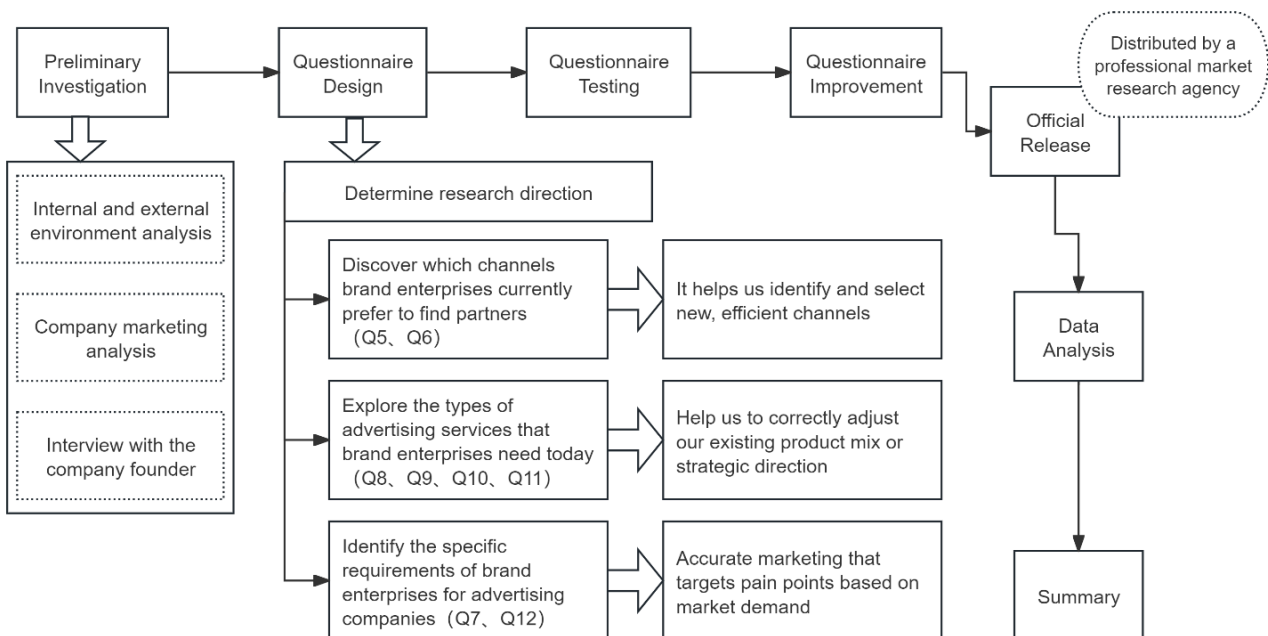 Preliminary
Investigation
Questionnaire
Design
Questionnaire
Testing
Questionnaire
Improvement
Distributed by a
professional market
research agency
Official
Release
Internal and external
environment analysis
Company marketing
analysis
Interview with the
company founder
Determine research direction
Discover which channels
brand enterprises currently
prefer to find partners
（Q5、Q6）
It helps us identify and select
new, efficient channels
Explore the types of
advertising services that
brand enterprises need today
（Q8、Q9、Q10、Q11）
Help us to correctly adjust
our existing product mix or
strategic direction
Identify the specific
requirements of brand
enterprises for advertising
companies（Q7、Q12）
Accurate marketing that
targets pain points based on
market demand
Data
Analysis
Summary